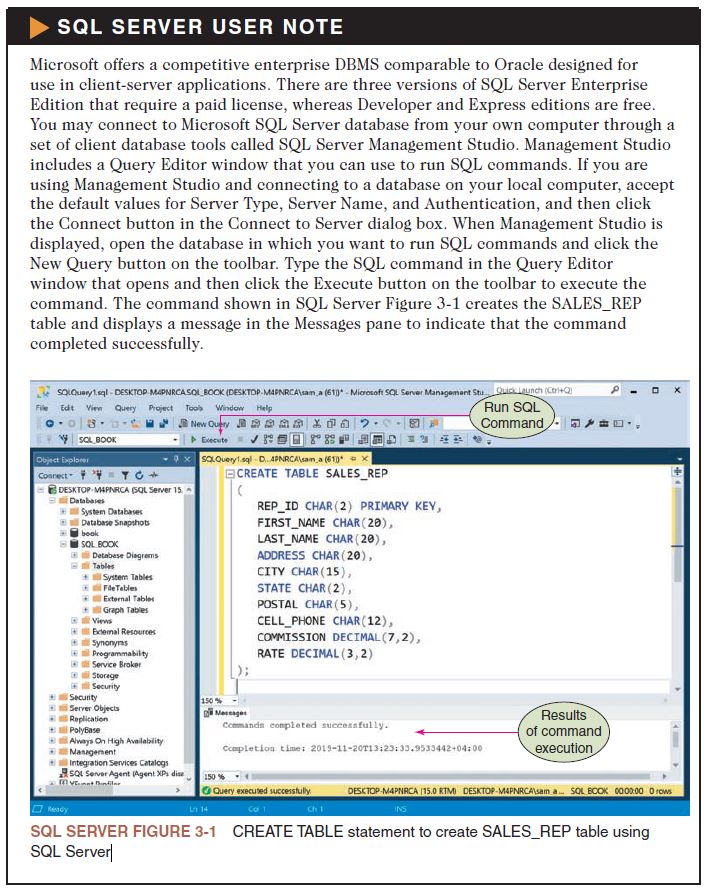 SQL SERVER USER NOTE
Microsoft offers a competitive enterprise DBMS comparable to Oracle designed for
use in client-server applications. There are three versions of SQL Server Enterprise
Edition that require a paid license, whereas Developer and Express editions are free.
You may connect to Microsoft SQL Server database from your own computer through a
set of client database tools called SQL Server Management Studio. Management Studio
includes a Query Editor window that you can use to run SQL commands. If you are
using Management Studio and connecting to a database on your local computer, accept
the default values for Server Type, Server Name, and Authentication, and then click
the Connect button in the Connect to Server dialog box. When Management Studio is
displayed, open the database in which you want to run SQL commands and click the
New Query button on the toolbar. Type the SQL command in the Query Editor
window that opens and then click the Execute button on the toolbar to execute the
command. The command shown in SQL Server Figure 3-1 creates the SALES_REP
table and displays a message in the Messages pane to indicate that the command
completed successfully.
SQLQuery1.sql - DESKTOP-M4PNRCA.SQL_BOOK (DESKTOP-M4PNRCA\sam_a (61))* - Microsoft SQL Server Management Stu... Quick Launch (Ctrl+Q)
File Edit View Query Project Tools Window Help
New Query
Run SQL
Command
SQL_BOOK
Execute
Object Explorer
Connect
DESKTOP-M4PNRCA (SQL Server 15.
Databases
System Databases
Database Snapshots
book
SQL_BOOK
Database Diagrams
Tables
System Tables
FileTables
External Tables
Graph Tables
Views
External Resources
Synonyms
Programmability
Service Broker
Storage
Security
Security
Server Objects
Replication
PolyBase
Always On High Availability
Management
Integration Services Catalogs
SQL Server Agent (Agent XPs disa
XEvent Profiler
SQLQuery1.sql - D...4PNRCA\sam_a (61))*
CREATE TABLE SALES_REP
(
REP_ID CHAR(2) PRIMARY KEY,
FIRST_NAME CHAR(20),
LAST_NAME CHAR(20),
ADDRESS CHAR(20),
CITY CHAR(15),
STATE CHAR(2),
POSTAL CHAR(5),
CELL_PHONE CHAR(12),
COMMISSION DECIMAL(7,2),
RATE DECIMAL(3,2)
);
150 %
Messages
Commands completed successfully.
Completion time: 2019-11-20T13:23:33.9533442+04:00
Results
of command
execution
150 %
Query executed successfully. DESKTOP-M4PNRCA (15.0 RTM) DESKTOP-M4PNRCA\sam_a ... SQL_BOOK 00:00:00 0 rows
Ready Ln 14 Col 1 Ch 1 INS
SQL SERVER FIGURE 3-1 CREATE TABLE statement to create SALES_REP table using
SQL Server